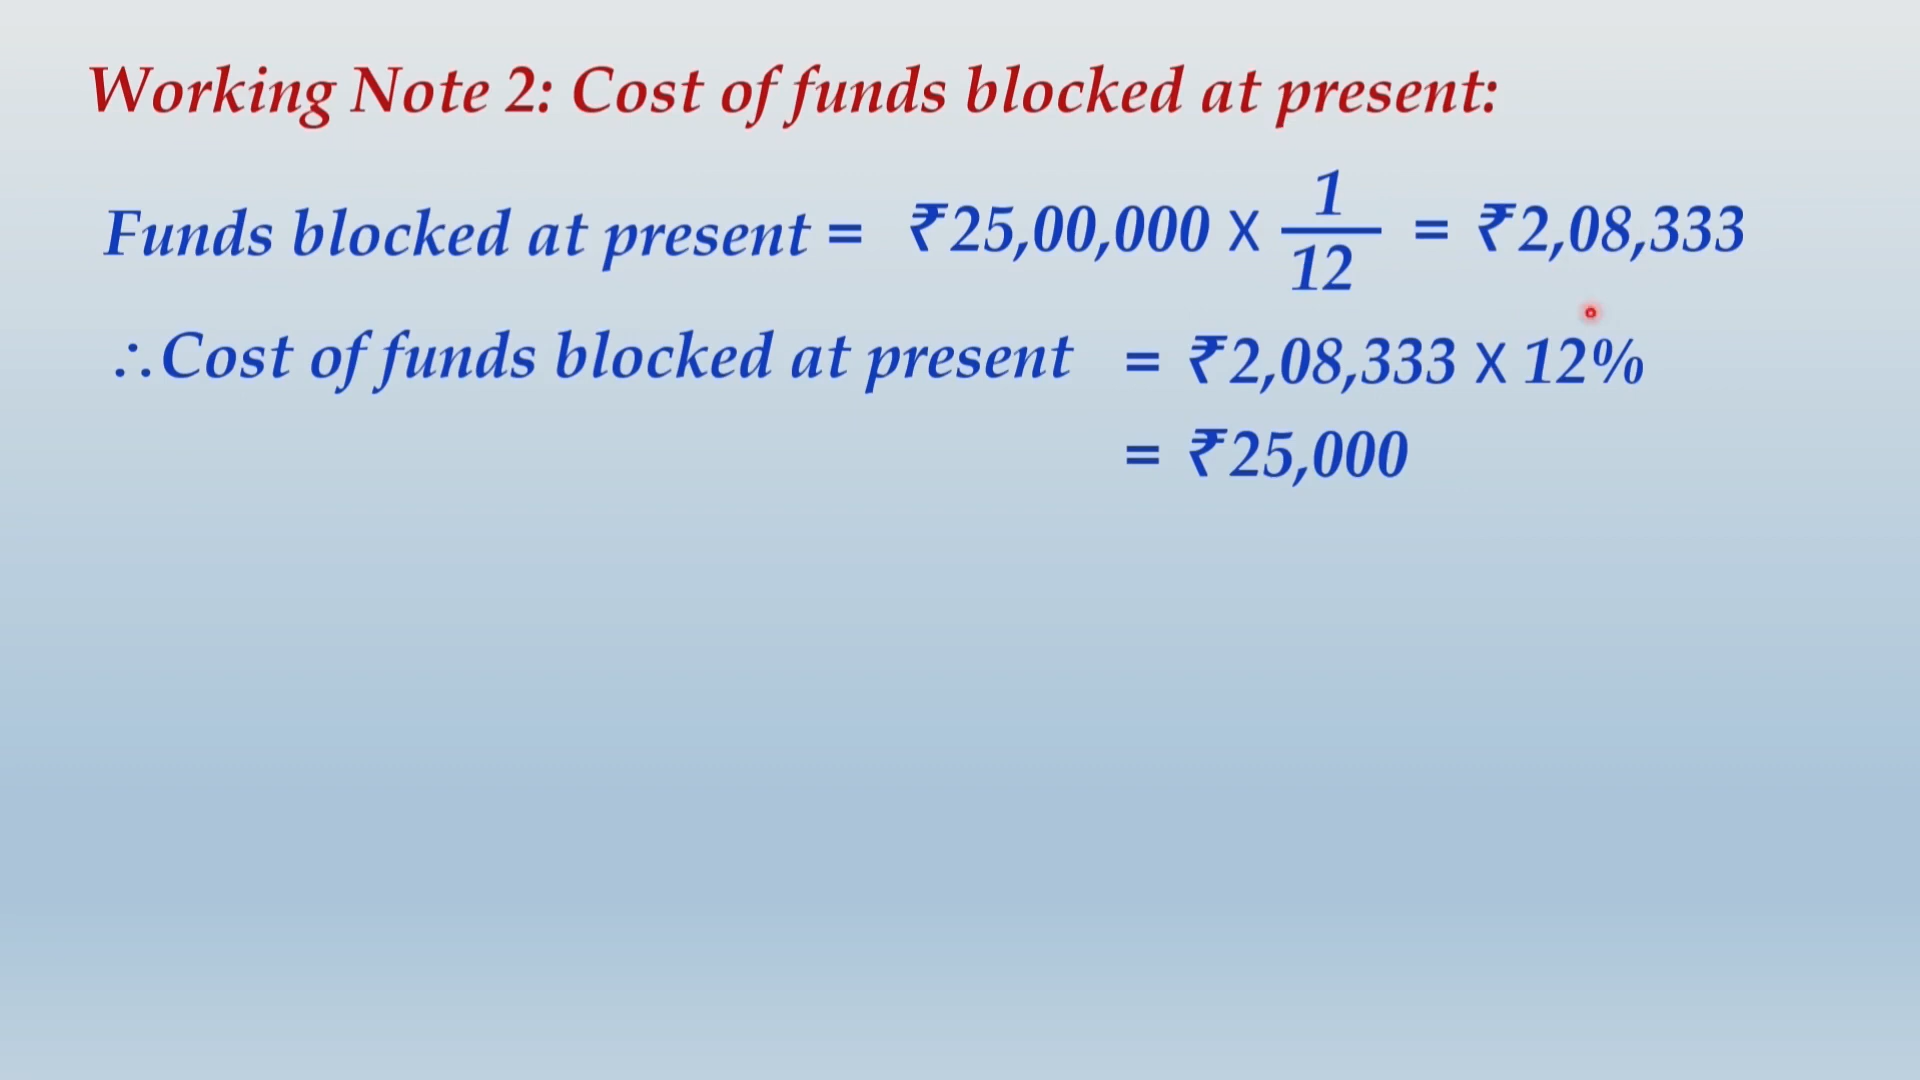 Working Note 2: Cost of funds blocked at present:
Funds blocked at present = ₹25,00,000 X 1/12 = ₹2,08,333
∴Cost of funds blocked at present = ₹2,08,333 X 12%
= ₹25,000